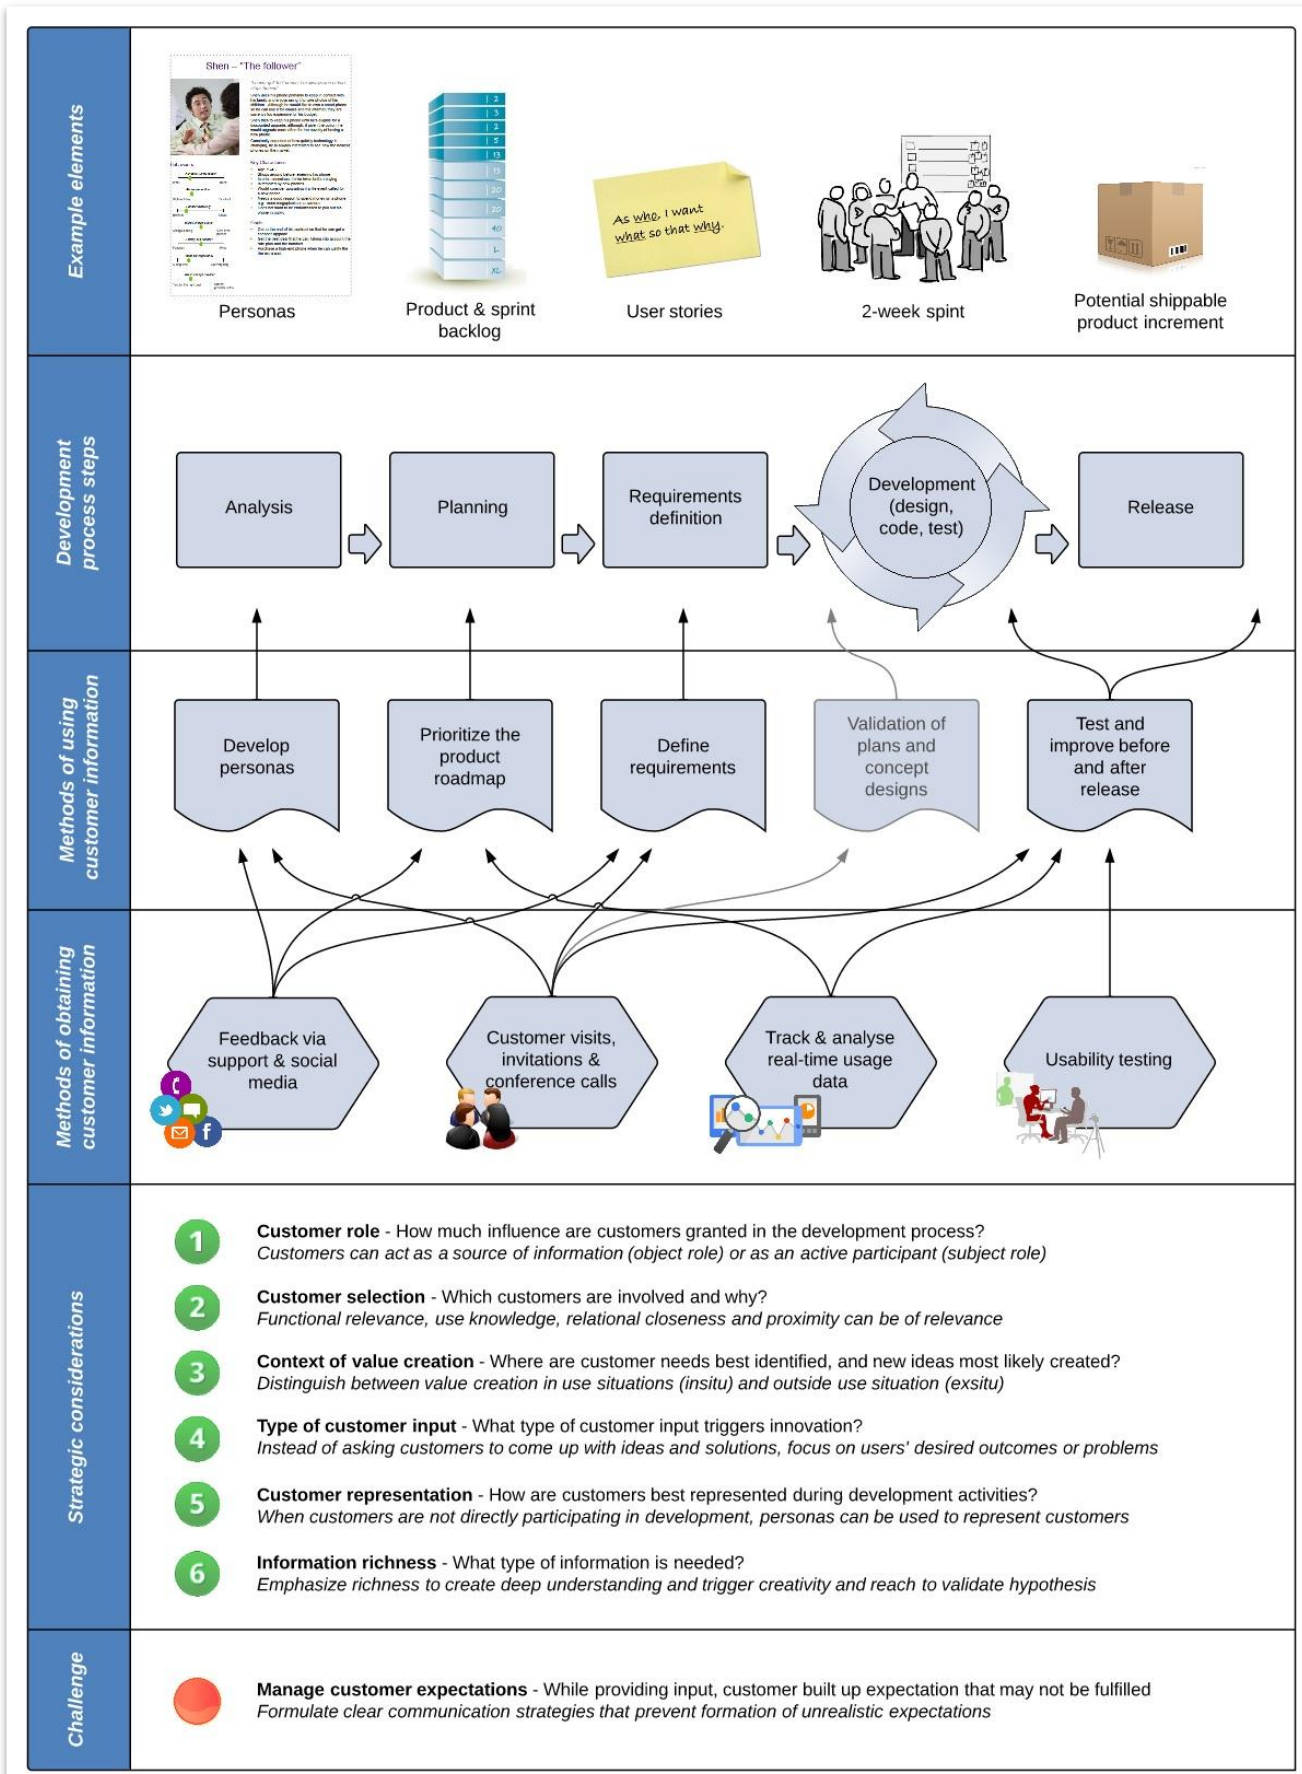 Example elements
Shen – "The follower"
2
3
2
5
13
13
20
20
40
L
XL
As who, I want
what so that why.
Personas
Product & sprint
backlog
User stories
2-week spint
Potential shippable
product increment
Development
process steps
Analysis
Planning
Requirements
definition
Development
(design,
code, test)
Release
Methods of using
customer information
Develop
personas
Prioritize the
product
roadmap
Define
requirements
Validation of
plans and
concept
designs
Test and
improve before
and after
release
Methods of obtaining
customer information
Feedback via
support & social
media
Customer visits,
invitations &
conference calls
Track & analyse
real-time usage
data
Usability testing
Strategic considerations
1
Customer role - How much influence are customers granted in the development process?
Customers can act as a source of information (object role) or as an active participant (subject role)
2
Customer selection - Which customers are involved and why?
Functional relevance, use knowledge, relational closeness and proximity can be of relevance
3
Context of value creation - Where are customer needs best identified, and new ideas most likely created?
Distinguish between value creation in use situations (insitu) and outside use situation (exsitu)
4
Type of customer input - What type of customer input triggers innovation?
Instead of asking customers to come up with ideas and solutions, focus on users' desired outcomes or problems
5
Customer representation - How are customers best represented during development activities?
When customers are not directly participating in development, personas can be used to represent customers
6
Information richness - What type of information is needed?
Emphasize richness to create deep understanding and trigger creativity and reach to validate hypothesis
Challenge
Manage customer expectations - While providing input, customer built up expectation that may not be fulfilled
Formulate clear communication strategies that prevent formation of unrealistic expectations